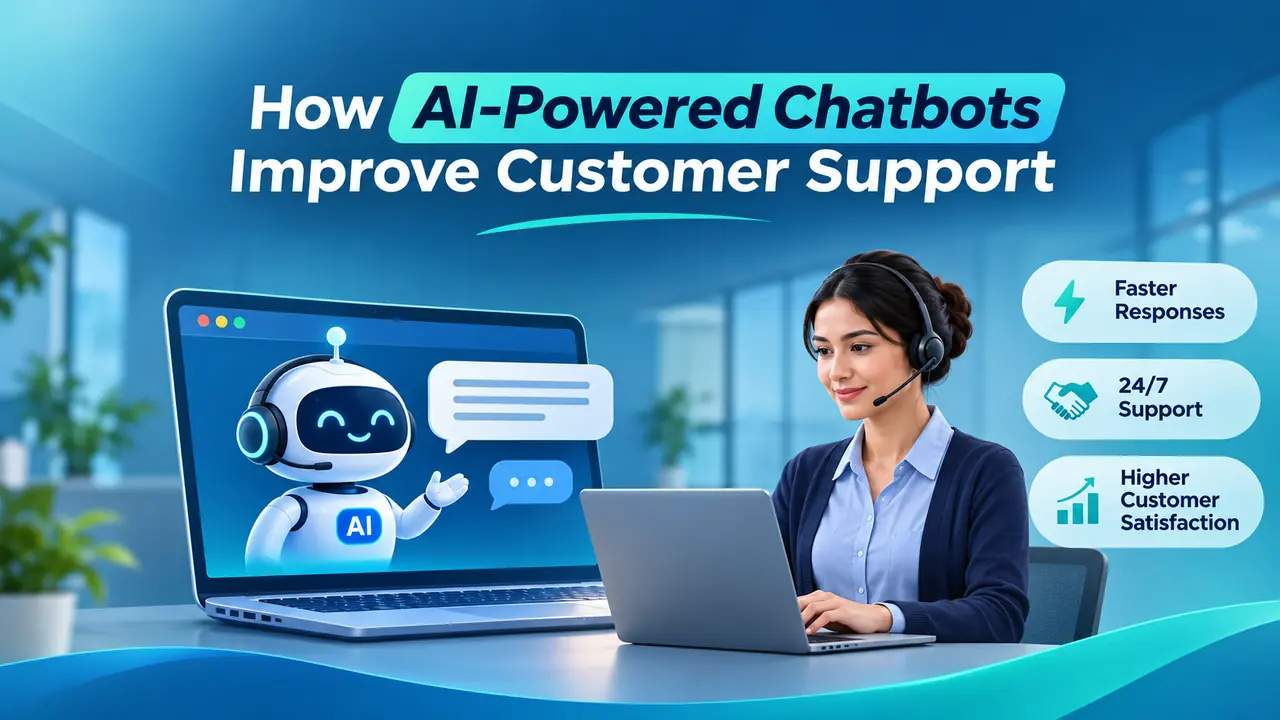 How AI-Powered Chatbots
Improve Customer Support
AI
Faster
Responses
24/7
Support
Higher
Customer
Satisfaction